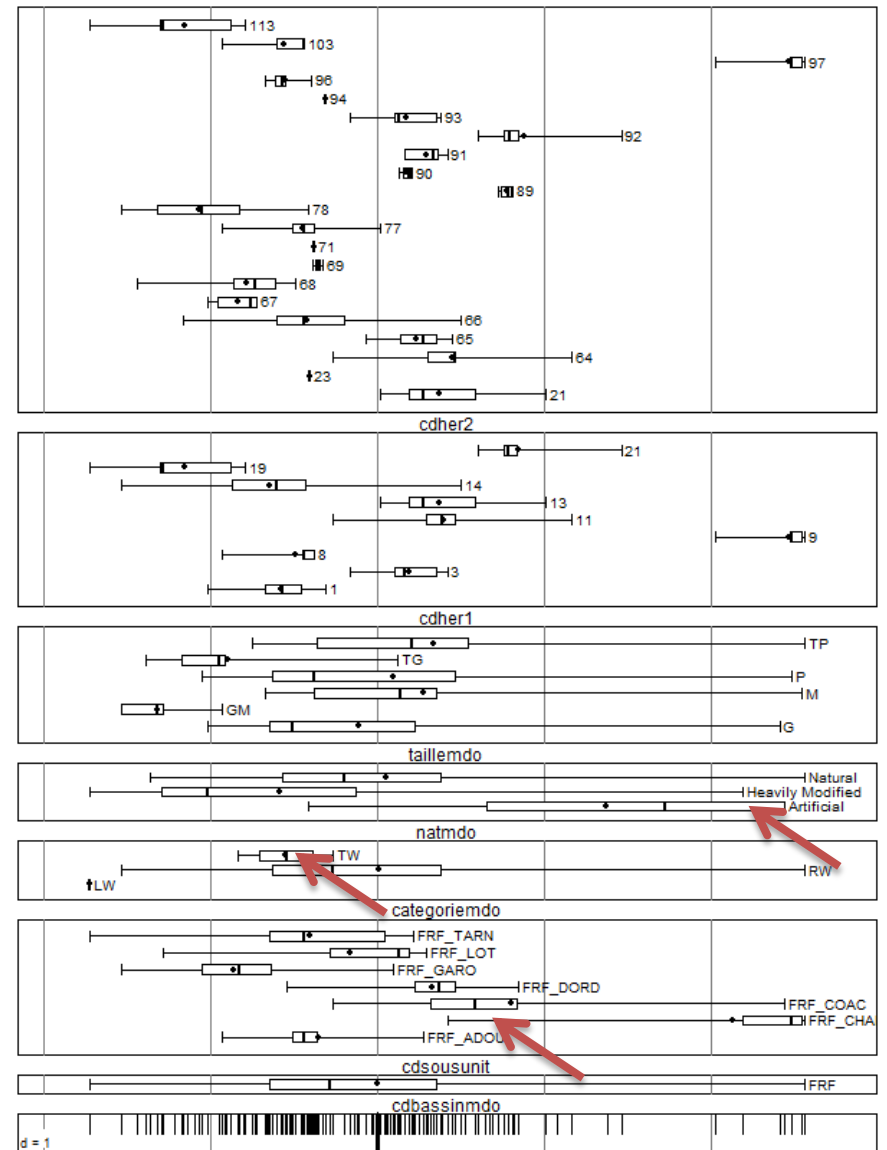 113
103
97
96
94
93
92
91
90
89
78
77
71
69
68
67
66
65
64
23
21
cdher2
21
19
14
13
11
9
8
3
1
cdher1
TP
TG
P
M
GM
G
taillemdo
Natural
Heavily Modified
Artificial
natmdo
TW
RW
LW
categoriemdo
FRF_TARN
FRF_LOT
FRF_GARO
FRF_DORD
FRF_COAC
FRF_CHA
FRF_ADOU
cdsousunit
FRF
cdbassinmdo
d = 1